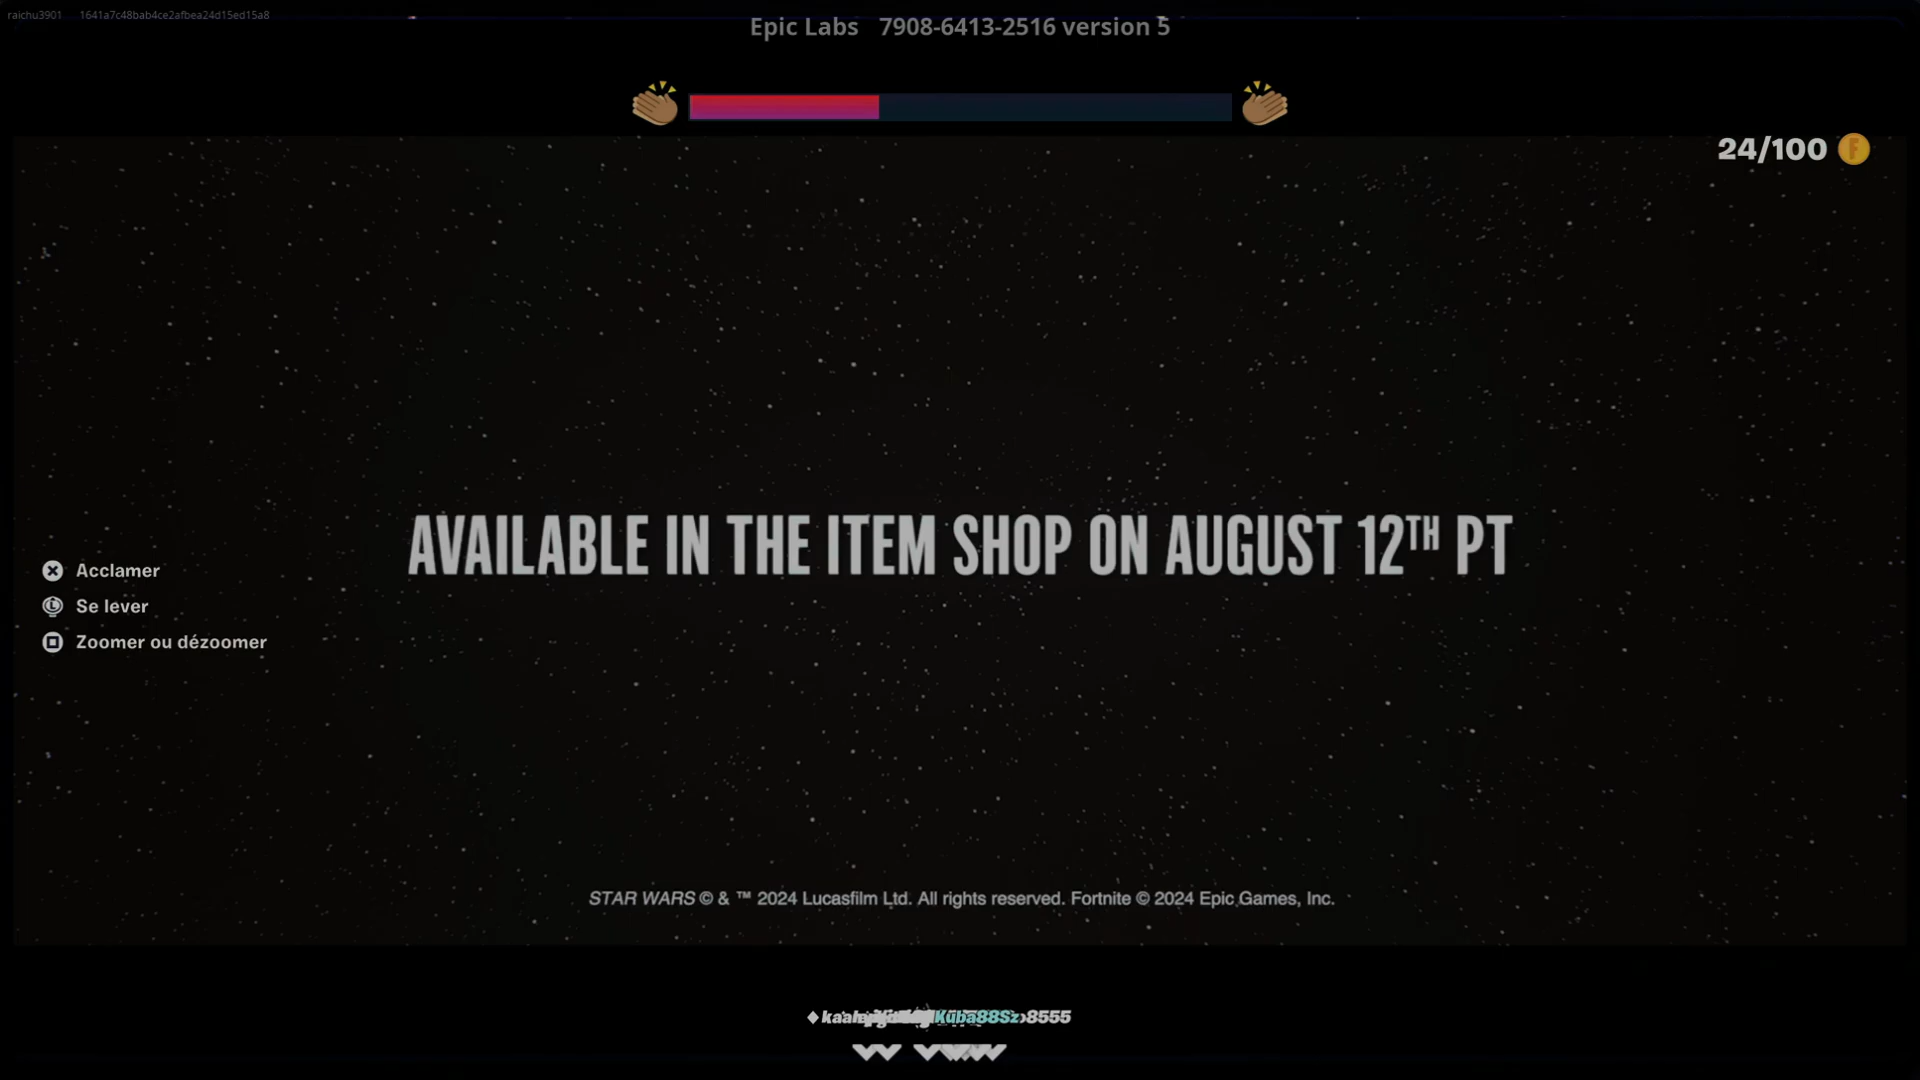 raichu3901 1641a7c48bab4ce2afbea24d15ed15a8
Epic Labs 7908-6413-2516 version 5
24/100
AVAILABLE IN THE ITEM SHOP ON AUGUST 12TH PT
Acclamer
Se lever
Zoomer ou dézoomer
STAR WARS © & ™ 2024 Lucasfilm Ltd. All rights reserved. Fortnite © 2024 Epic Games, Inc.
Kuba88Sz